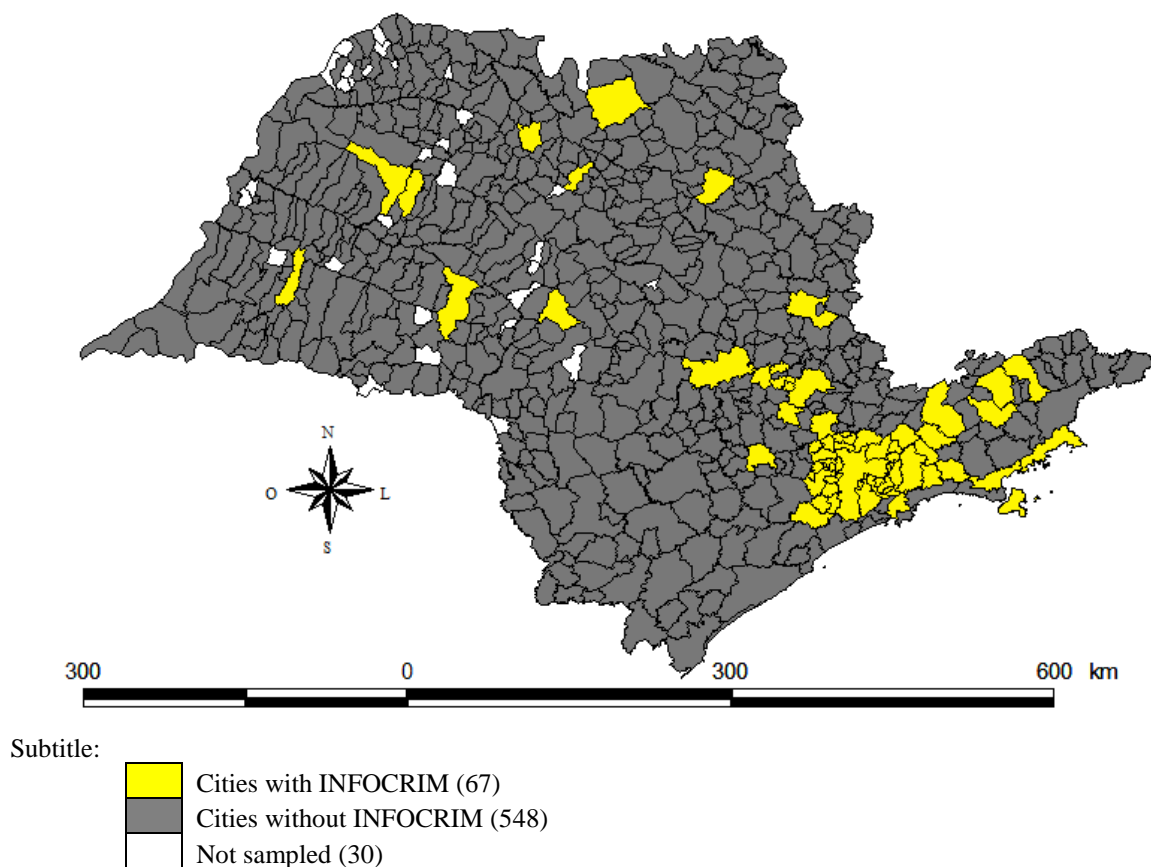 N
O L
S
300 0 300 600 km
Subtitle:
Cities with INFOCRIM (67)
Cities without INFOCRIM (548)
Not sampled (30)